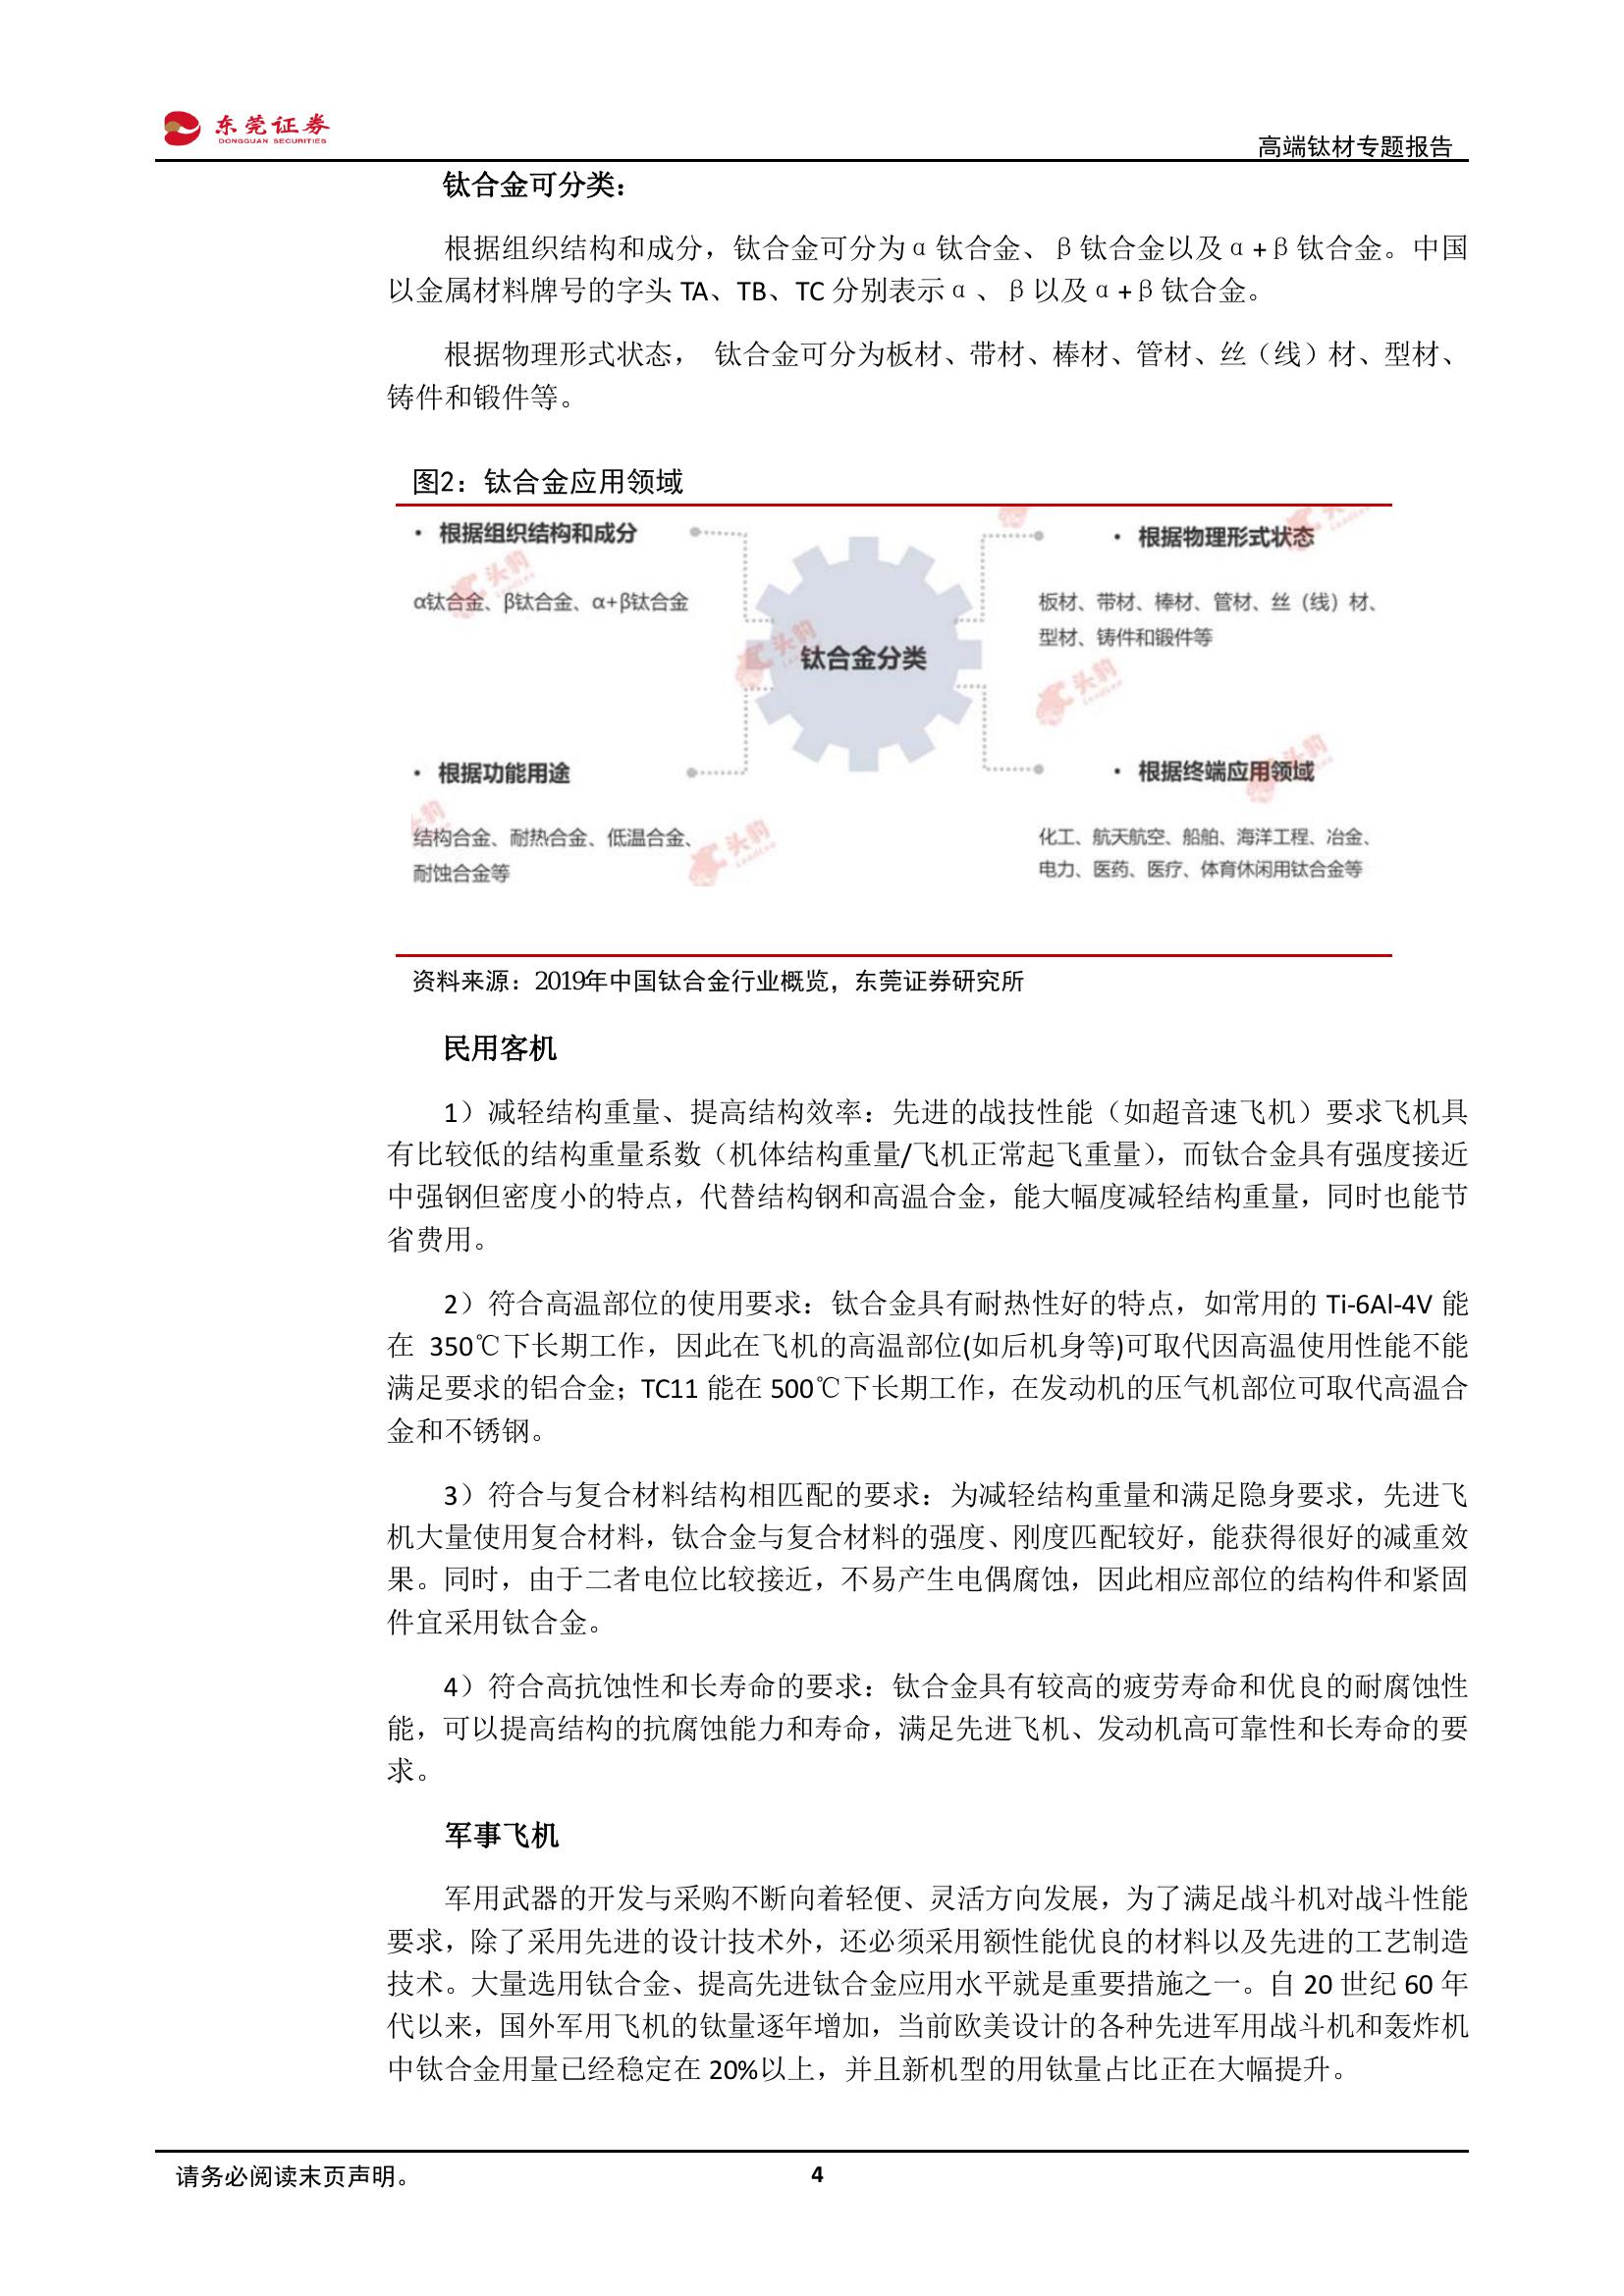 东莞证券
DONGGUAN SECURITIES
高端钛材专题报告
钛合金可分类：
根据组织结构和成分，钛合金可分为α钛合金、β钛合金以及α+β钛合金。中国
以金属材料牌号的字头 TA、TB、TC 分别表示α、β以及α+β钛合金。
根据物理形式状态， 钛合金可分为板材、带材、棒材、管材、丝（线）材、型材、
铸件和锻件等。
图2：钛合金应用领域
• 根据组织结构和成分
α钛合金、β钛合金、α+β钛合金
• 根据物理形式状态
板材、带材、棒材、管材、丝（线）材、
型材、铸件和锻件等
钛合金分类
• 根据功能用途
结构合金、耐热合金、低温合金、
耐蚀合金等
• 根据终端应用领域
化工、航天航空、船舶、海洋工程、冶金、
电力、医药、医疗、体育休闲用钛合金等
头豹
LeadLeo
头豹
头豹
LeadLeo
头豹
头豹
LeadLeo
资料来源：2019年中国钛合金行业概览，东莞证券研究所
民用客机
1）减轻结构重量、提高结构效率：先进的战技性能（如超音速飞机）要求飞机具
有比较低的结构重量系数（机体结构重量/飞机正常起飞重量），而钛合金具有强度接近
中强钢但密度小的特点，代替结构钢和高温合金，能大幅度减轻结构重量，同时也能节
省费用。
2）符合高温部位的使用要求：钛合金具有耐热性好的特点，如常用的 Ti-6Al-4V 能
在 350℃下长期工作，因此在飞机的高温部位(如后机身等)可取代因高温使用性能不能
满足要求的铝合金；TC11 能在 500℃下长期工作，在发动机的压气机部位可取代高温合
金和不锈钢。
3）符合与复合材料结构相匹配的要求：为减轻结构重量和满足隐身要求，先进飞
机大量使用复合材料，钛合金与复合材料的强度、刚度匹配较好，能获得很好的减重效
果。同时，由于二者电位比较接近，不易产生电偶腐蚀，因此相应部位的结构件和紧固
件宜采用钛合金。
4）符合高抗蚀性和长寿命的要求：钛合金具有较高的疲劳寿命和优良的耐腐蚀性
能，可以提高结构的抗腐蚀能力和寿命，满足先进飞机、发动机高可靠性和长寿命的要
求。
军事飞机
军用武器的开发与采购不断向着轻便、灵活方向发展，为了满足战斗机对战斗性能
要求，除了采用先进的设计技术外，还必须采用额性能优良的材料以及先进的工艺制造
技术。大量选用钛合金、提高先进钛合金应用水平就是重要措施之一。自 20 世纪 60 年
代以来，国外军用飞机的钛量逐年增加，当前欧美设计的各种先进军用战斗机和轰炸机
中钛合金用量已经稳定在 20%以上，并且新机型的用钛量占比正在大幅提升。
请务必阅读末页声明。
4